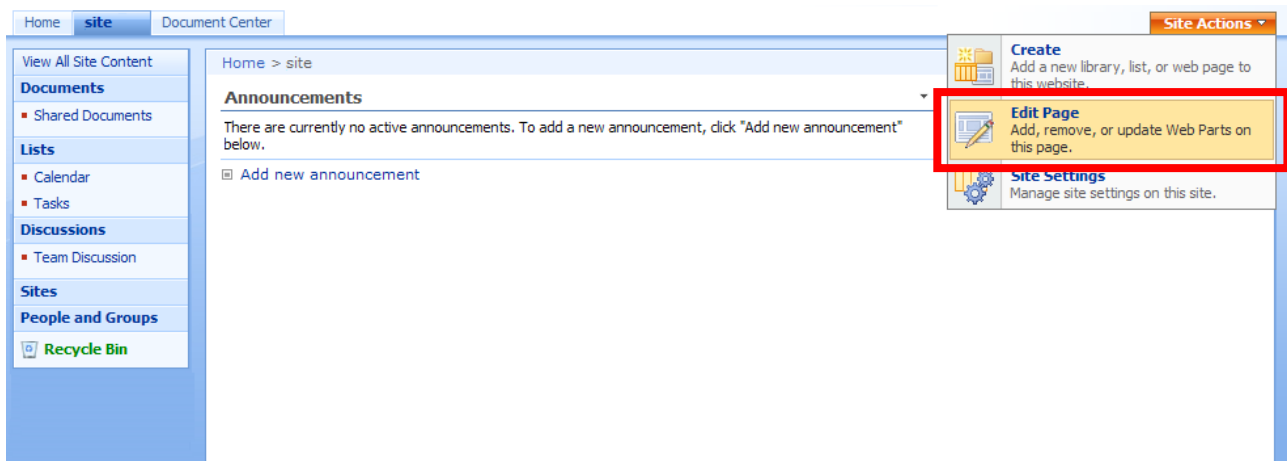 Home site Document Center
Site Actions
View All Site Content
Documents
Shared Documents
Lists
Calendar
Tasks
Discussions
Team Discussion
Sites
People and Groups
Recycle Bin
Home > site
Announcements
There are currently no active announcements. To add a new announcement, click "Add new announcement"
below.
Add new announcement
Create
Add a new library, list, or web page to
this website.
Edit Page
Add, remove, or update Web Parts on
this page.
Site Settings
Manage site settings on this site.